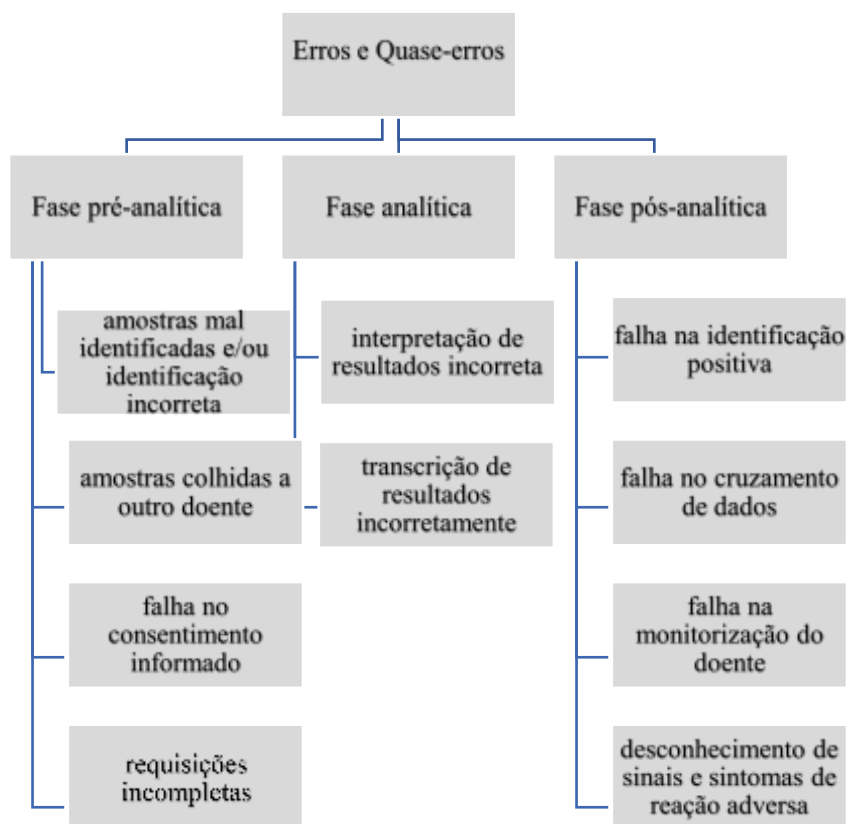 Erros e Quase-erros
Fase pré-analítica
amostras mal
identificadas e/ou
identificação
incorreta
amostras colhidas a
outro doente
falha no
consentimento
informado
requisições
incompletas
Fase analítica
interpretação de
resultados incorreta
transcrição de
resultados
incorretamente
Fase pós-analítica
falha na identificação
positiva
falha no cruzamento
de dados
falha na
monitorização do
doente
desconhecimento de
sinais e sintomas de
reação adversa